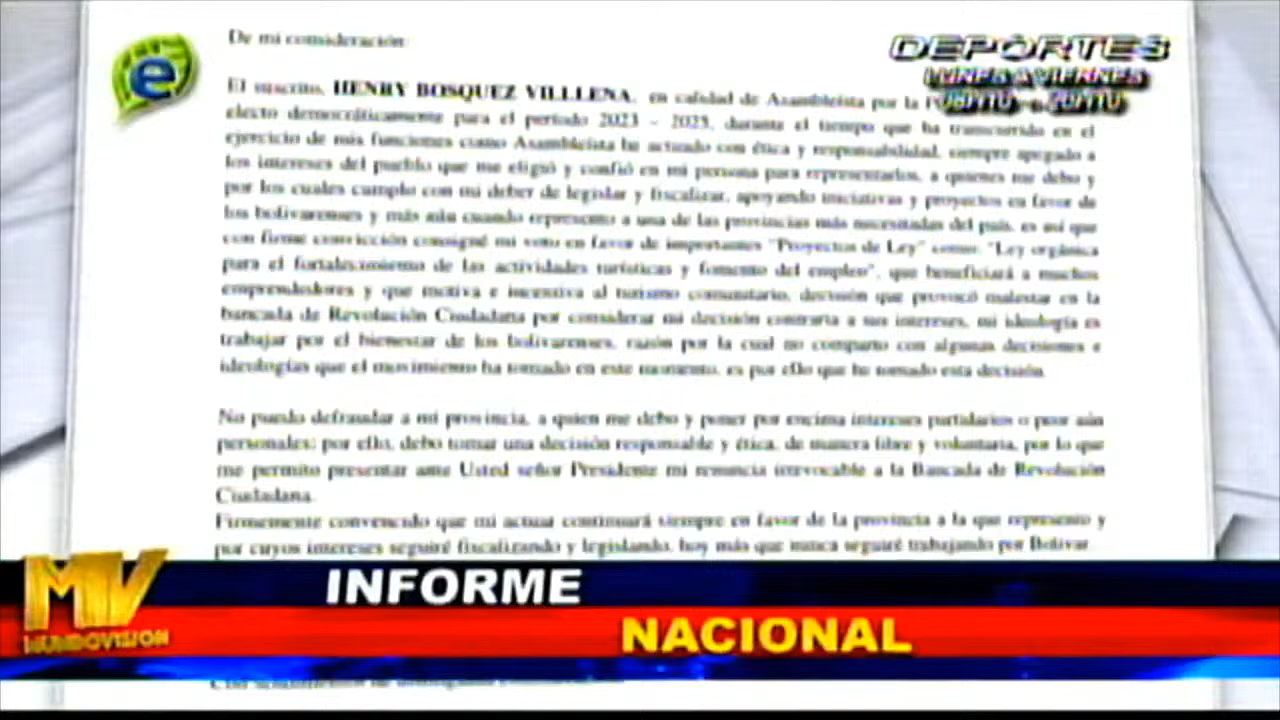 De mi consideración:
e
DEPORTES
LUNES A VIERNES
El suscrito, HENRY BOSQUEZ VILLLENA, en calidad de Asambleísta por la
electo democráticamente para el período 2023 - 2025, durante el tiempo que ha transcurrido en el
ejercicio de mis funciones como Asambleísta he actuado con ética y responsabilidad, siempre apegado a
los intereses del pueblo que me eligió y confió en mi persona para representarlos, a quienes me debo y
por los cuales cumplo con mi deber de legislar y fiscalizar, apoyando iniciativas y proyectos en favor de
los bolivarenses y más aún cuando represento a una de las provincias más necesitadas del país, es así que
con firme convicción consigné mi voto en favor de importantes "Proyectos de Ley" como: "Ley orgánica
para el fortalecimiento de las actividades turísticas y fomento del empleo", que beneficiará a muchos
emprendedores y que motiva e incentiva al turismo comunitario, decisión que provocó malestar en la
bancada de Revolución Ciudadana por considerar mi decisión contraria a sus intereses, mi ideología es
trabajar por el bienestar de los bolivarenses, razón por la cual no comparto con algunas decisiones e
ideologías que el movimiento ha tomado en este momento, es por ello que he tomado esta decisión.
No puedo defraudar a mi provincia, a quien me debo y poner por encima intereses partidarios o peor aún
personales; por ello, debo tomar una decisión responsable y ética, de manera libre y voluntaria, por lo que
me permito presentar ante Usted señor Presidente mi renuncia irrevocable a la Bancada de Revolución
Ciudadana.
Firmemente convencido que mi actuar continuará siempre en favor de la provincia a la que represento y
por cuyos intereses seguiré fiscalizando y legislando, hoy más que nunca seguiré trabajando por Bolívar.
MV
MUNDOVISION
INFORME
NACIONAL